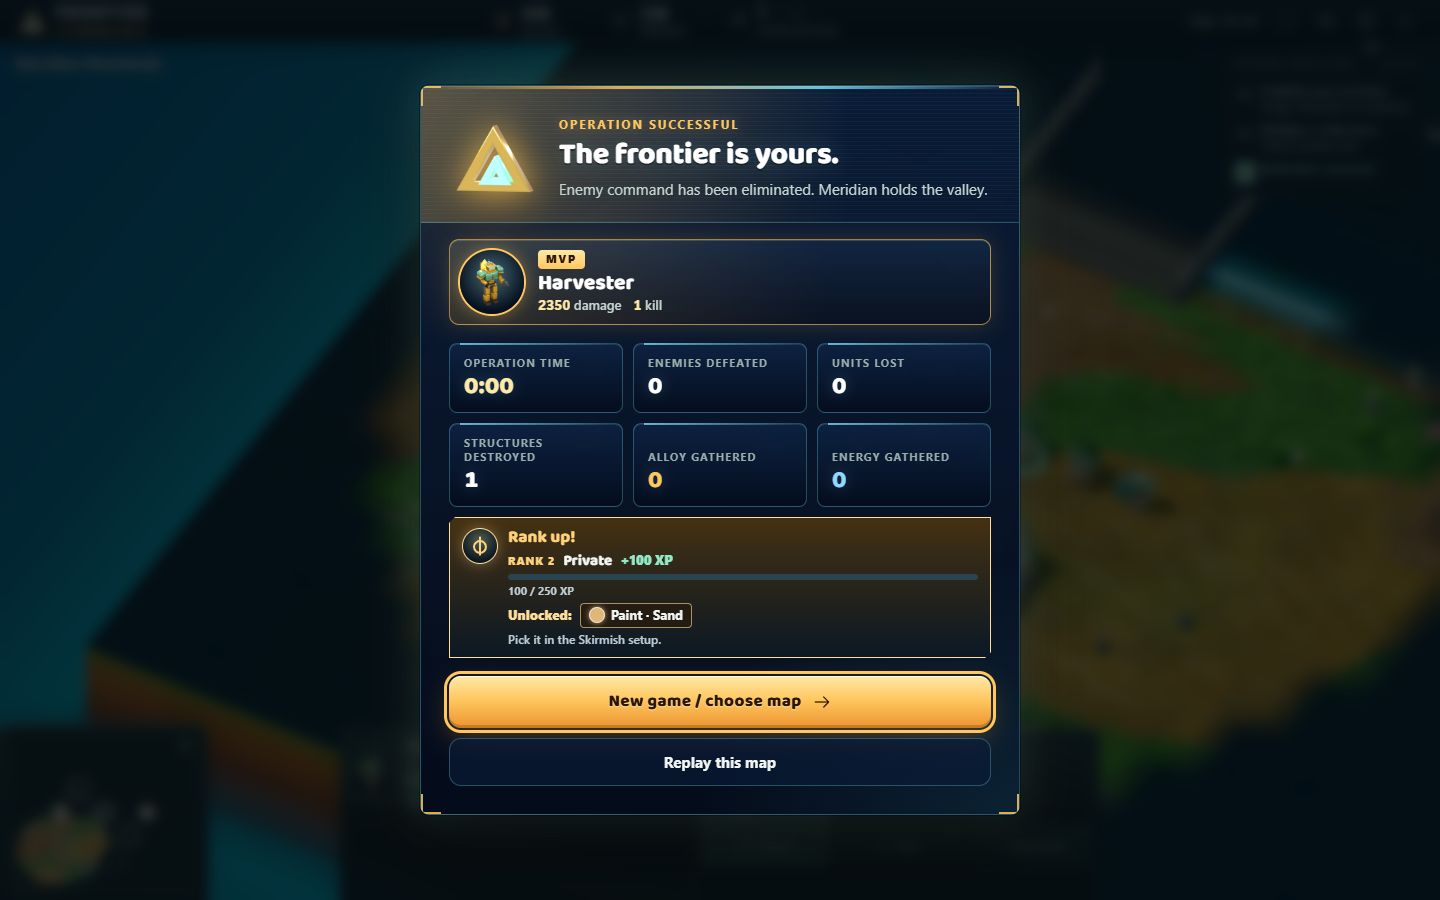 OPERATION SUCCESSFUL
The frontier is yours.
Enemy command has been eliminated. Meridian holds the valley.
MVP
Harvester
2350 damage 1 kill
OPERATION TIME
0:00
ENEMIES DEFEATED
0
UNITS LOST
0
STRUCTURES
DESTROYED
1
ALLOY GATHERED
0
ENERGY GATHERED
0
Rank up!
RANK 2 Private +100 XP
100 / 250 XP
Unlocked: Paint · Sand
Pick it in the Skirmish setup.
New game / choose map →
Replay this map